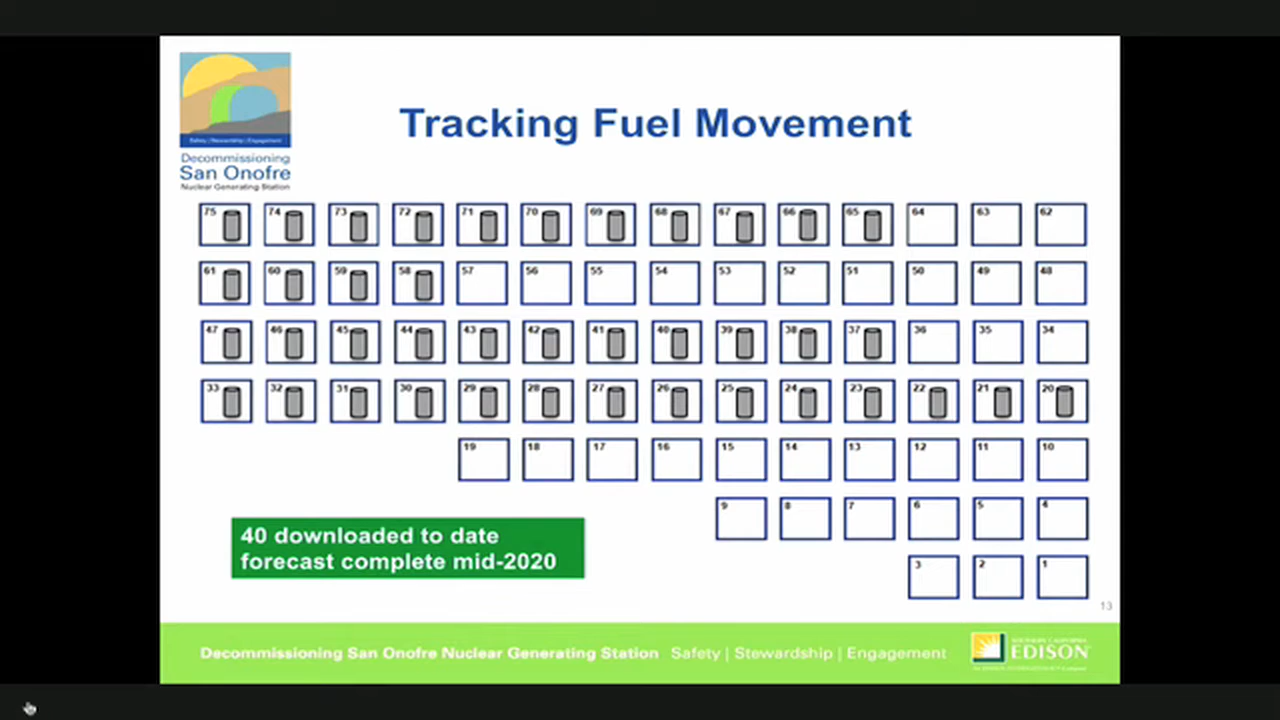 Safety | Stewardship | Engagement
Decommissioning
San Onofre
Nuclear Generating Station
Tracking Fuel Movement
75 74 73 72 71 70 69 68 67 66 65 64 63 62
61 60 59 58 57 56 55 54 53 52 51 50 49 48
47 46 45 44 43 42 41 40 39 38 37 36 35 34
33 32 31 30 29 28 27 26 25 24 23 22 21 20
19 18 17 16 15 14 13 12 11 10
9 8 7 6 5 4
3 2 1
40 downloaded to date
forecast complete mid-2020
13
Decommissioning San Onofre Nuclear Generating Station Safety | Stewardship | Engagement
SOUTHERN CALIFORNIA
EDISON